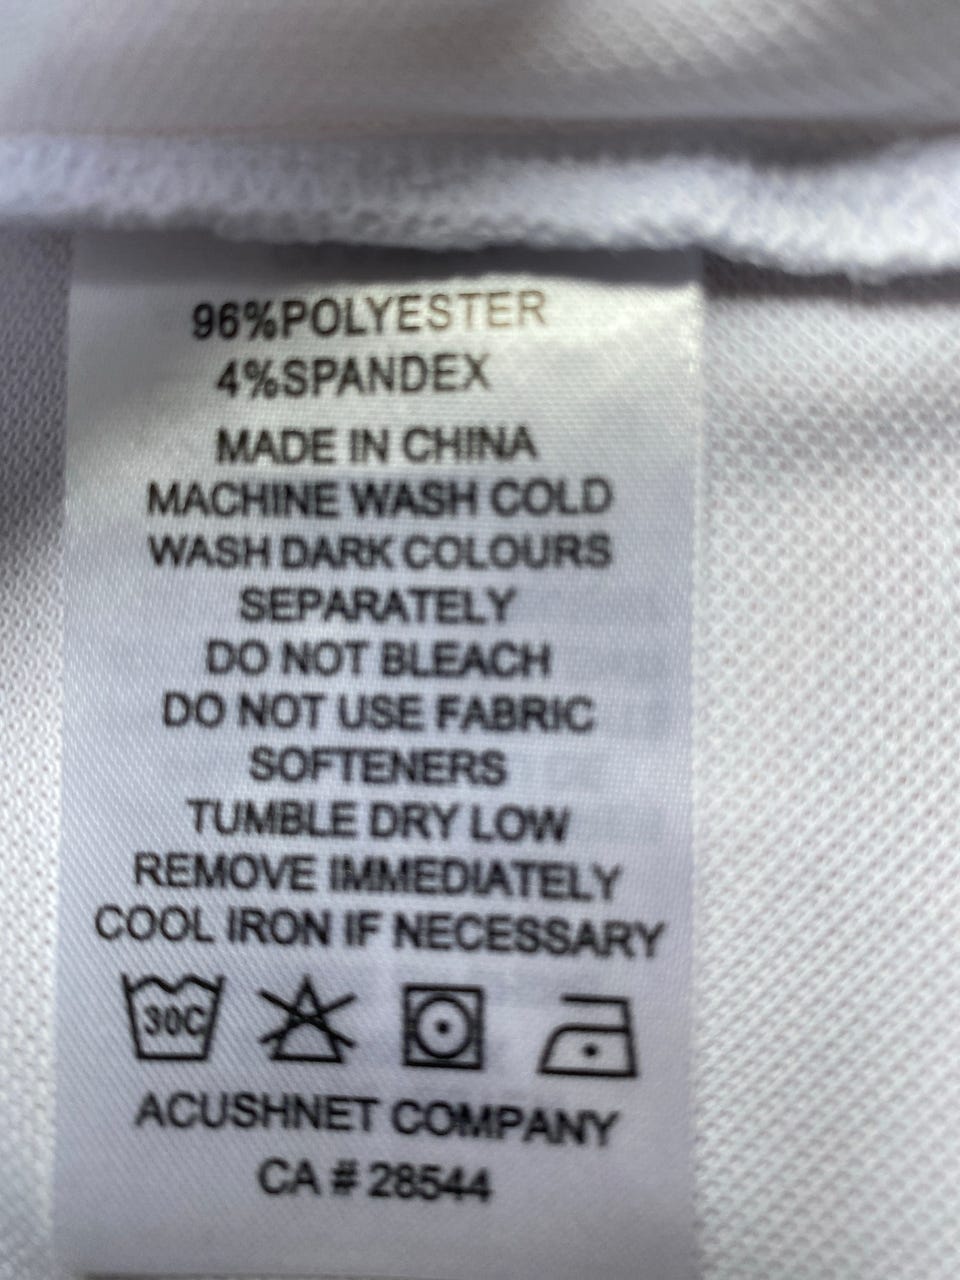 96%POLYESTER
4%SPANDEX
MADE IN CHINA
MACHINE WASH COLD
WASH DARK COLOURS
SEPARATELY
DO NOT BLEACH
DO NOT USE FABRIC
SOFTENERS
TUMBLE DRY LOW
REMOVE IMMEDIATELY
COOL IRON IF NECESSARY
30C
ACUSHNET COMPANY
CA # 28544